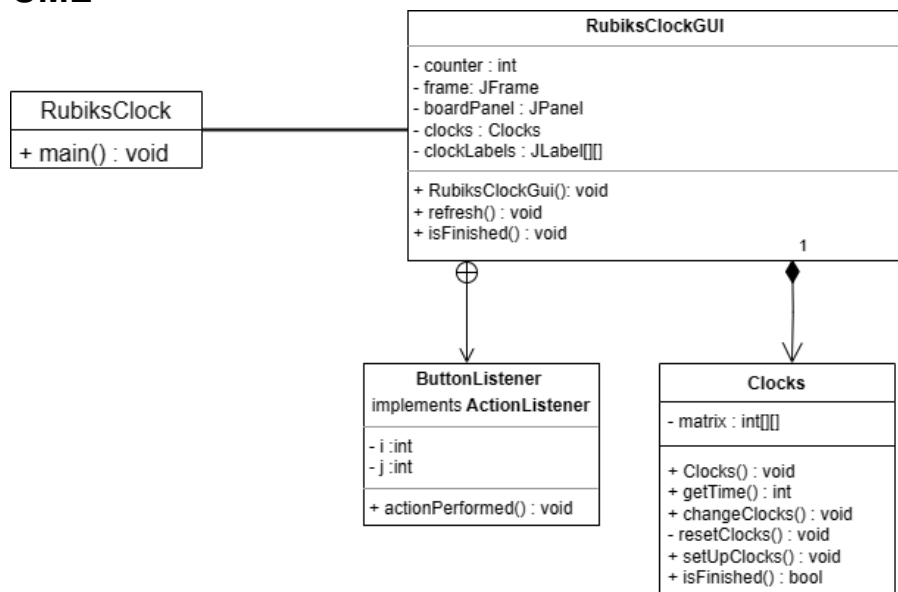 RubiksClockGUI
- counter : int
- frame: JFrame
- boardPanel : JPanel
- clocks : Clocks
- clockLabels : JLabel[][]
+ RubiksClockGui(): void
+ refresh() : void
+ isFinished() : void
1
RubiksClock
+ main() : void
ButtonListener
implements ActionListener
- i :int
- j :int
+ actionPerformed() : void
Clocks
- matrix : int[][]
+ Clocks() : void
+ getTime() : int
+ changeClocks() : void
- resetClocks() : void
+ setUpClocks() : void
+ isFinished() : bool